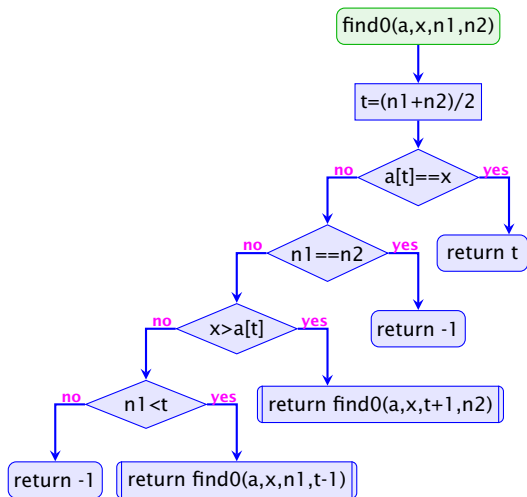 find0(a,x,n1,n2)
t=(n1+n2)/2
a[t]==x
no
yes
return t
n1==n2
no
yes
return -1
x>a[t]
no
yes
return find0(a,x,t+1,n2)
n1<t
no
yes
return -1
return find0(a,x,n1,t-1)